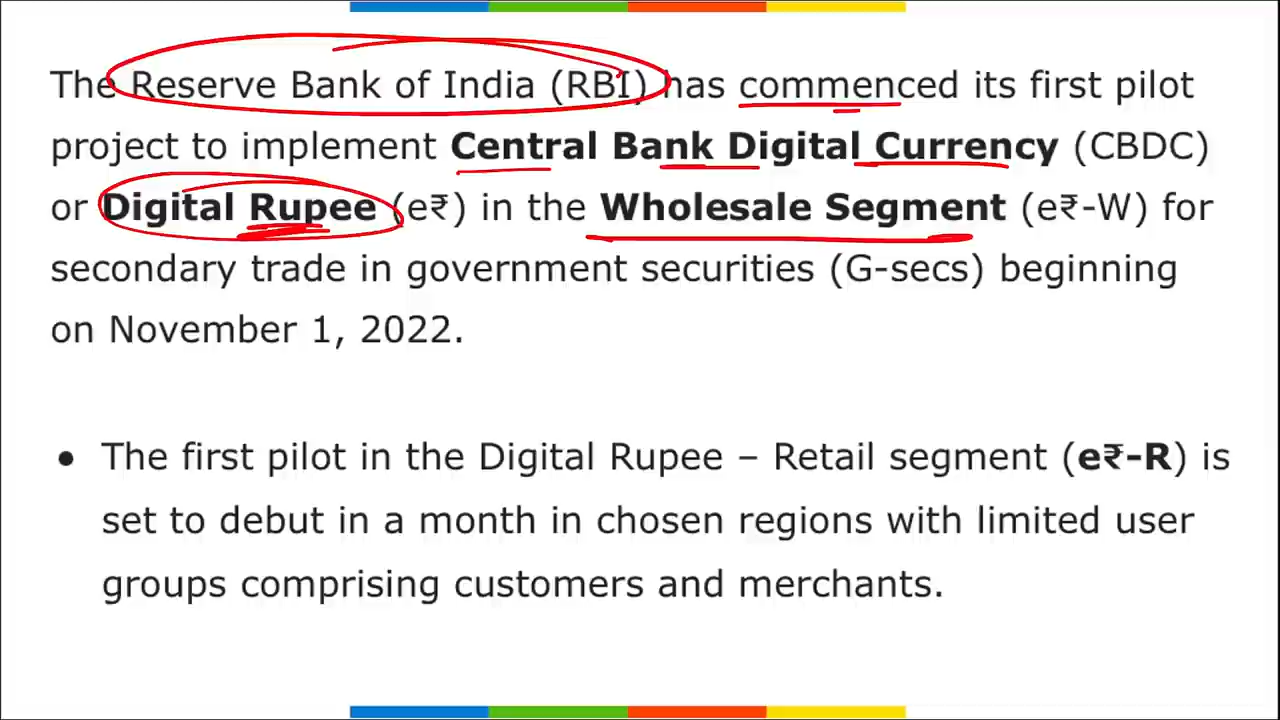 The Reserve Bank of India (RBI) has commenced its first pilot
project to implement Central Bank Digital Currency (CBDC)
or Digital Rupee (e₹) in the Wholesale Segment (e₹-W) for
secondary trade in government securities (G-secs) beginning
on November 1, 2022.
● The first pilot in the Digital Rupee – Retail segment (e₹-R) is
set to debut in a month in chosen regions with limited user
groups comprising customers and merchants.